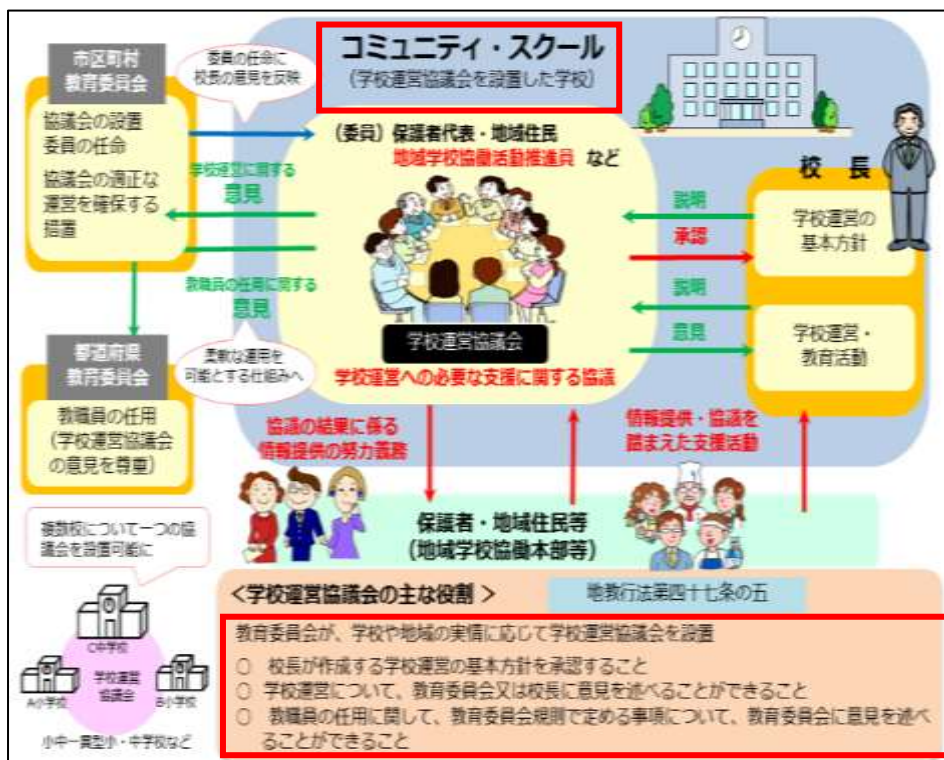 コミュニティ・スクール
(学校運営協議会を設置した学校)
市区町村
教育委員会
協議会の設置
委員の任命
協議会の適正な
運営を確保する
措置
委員の任命に
校長の意見を反映
(委員)保護者代表・地域住民
地域学校協働活動推進員 など
学校運営に関する
意見
教職員の任用に関する
意見
柔軟な運用を
可能とする仕組みへ
学校運営協議会
学校運営への必要な支援に関する協議
校 長
説明
承認
学校運営の
基本方針
説明
意見
学校運営・
教育活動
都道府県
教育委員会
教職員の任用
(学校運営協議会
の意見を尊重)
協議の結果に係る
情報提供の努力義務
情報提供・協議を
踏まえた支援活動
保護者・地域住民等
(地域学校協働本部等)
複数校について一つの協
議会を設置可能に
C中学校
学校運営
協議会
A小学校
B小学校
小中一貫型小・中学校など
<学校運営協議会の主な役割 >
地教行法第四十七条の五
教育委員会が、学校や地域の実情に応じて学校運営協議会を設置
○ 校長が作成する学校運営の基本方針を承認すること
○ 学校運営について、教育委員会又は校長に意見を述べることができること
○ 教職員の任用に関して、教育委員会規則で定める事項について、教育委員会に意見を述べ
ることができること